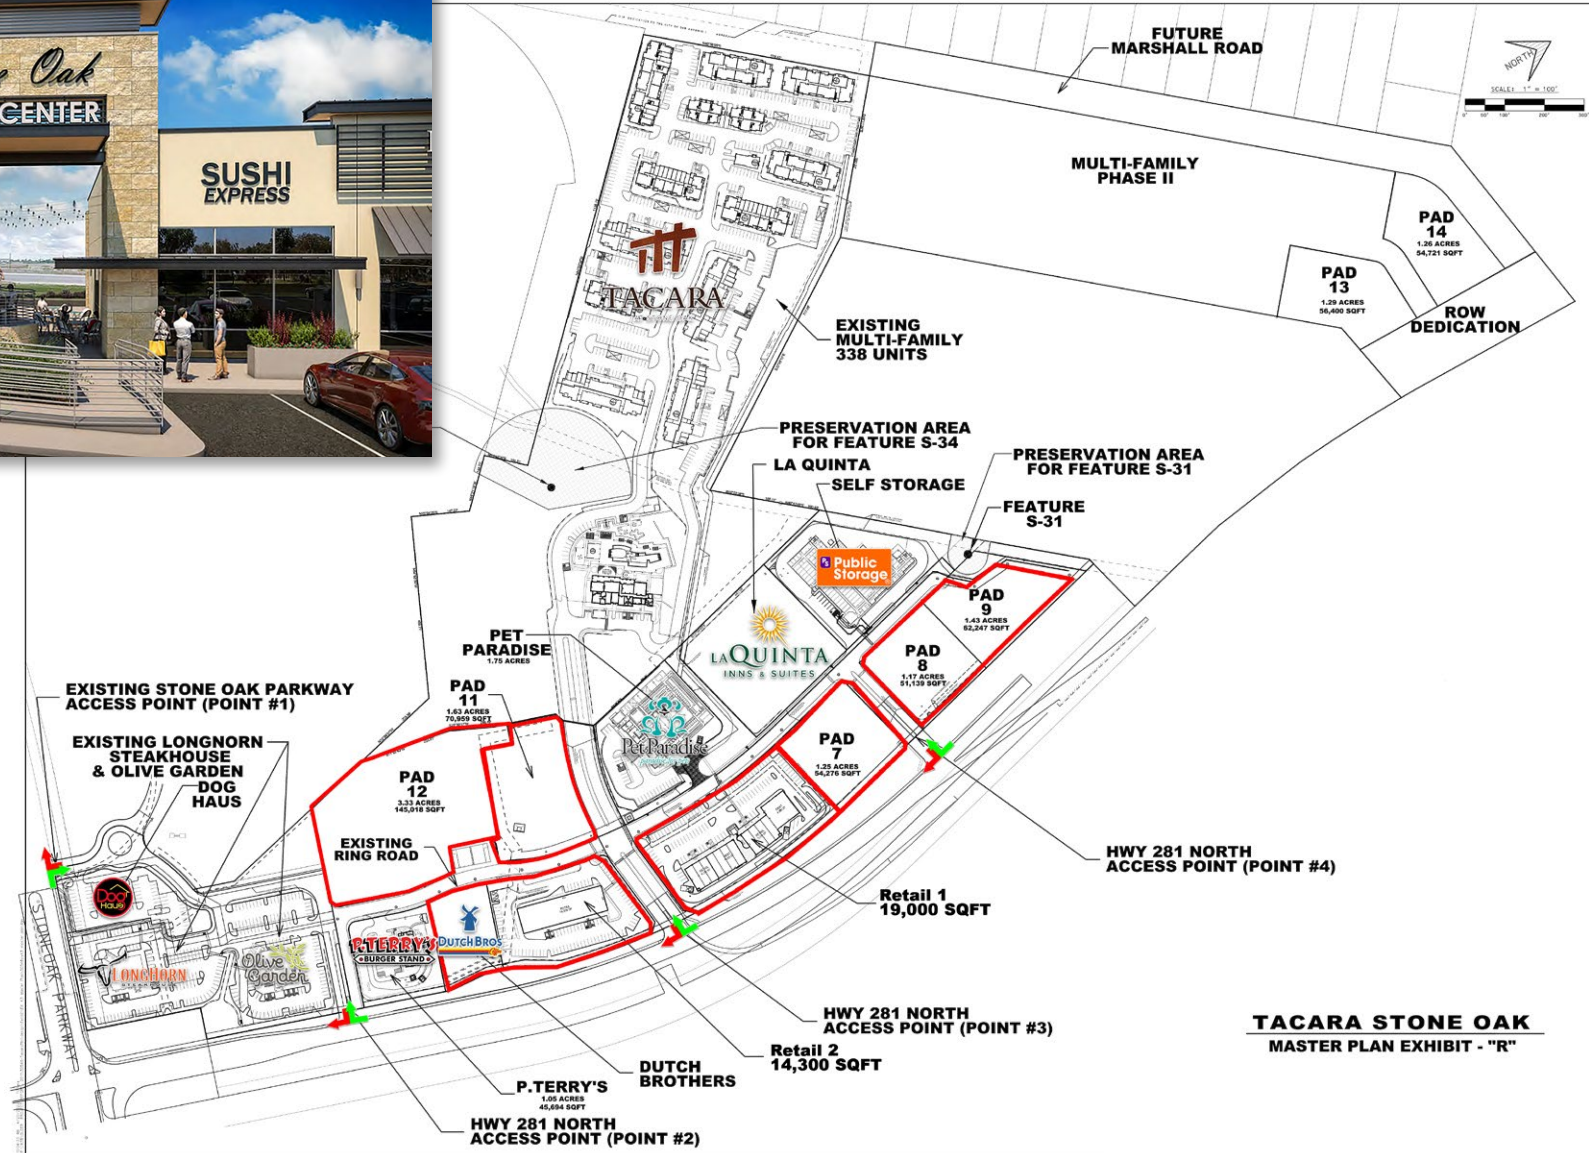 Oak
CENTER
SUSHI
EXPRESS
FUTURE
MARSHALL ROAD
NORTH
SCALE: 1" = 100'
MULTI-FAMILY
PHASE II
PAD
14
1.26 ACRES
54,721 SQFT
PAD
13
1.29 ACRES
56,400 SQFT
ROW
DEDICATION
TACARA
EXISTING
MULTI-FAMILY
338 UNITS
PRESERVATION AREA
FOR FEATURE S-34
LA QUINTA
SELF STORAGE
PRESERVATION AREA
FOR FEATURE S-31
FEATURE
S-31
Public
Storage
PAD
9
1.43 ACRES
62,247 SQFT
PAD
8
1.17 ACRES
51,139 SQFT
LAQUINTA
INNS & SUITES
PET
PARADISE
1.75 ACRES
PetParadise
PAD
11
1.63 ACRES
70,959 SQFT
PAD
7
1.25 ACRES
54,276 SQFT
EXISTING STONE OAK PARKWAY
ACCESS POINT (POINT #1)
EXISTING LONGNORN
STEAKHOUSE
& OLIVE GARDEN
DOG
HAUS
PAD
12
3.33 ACRES
145,018 SQFT
EXISTING
RING ROAD
HWY 281 NORTH
ACCESS POINT (POINT #4)
Retail 1
19,000 SQFT
Dog
Haus
LONGHORN
Olive
Garden
P.TERRY'S
BURGER STAND
DUTCH BROS
STONEOAK PARKWAY
HWY 281 NORTH
ACCESS POINT (POINT #3)
Retail 2
14,300 SQFT
DUTCH
BROTHERS
P.TERRY'S
1.05 ACRES
45,694 SQFT
HWY 281 NORTH
ACCESS POINT (POINT #2)
TACARA STONE OAK
MASTER PLAN EXHIBIT - "R"